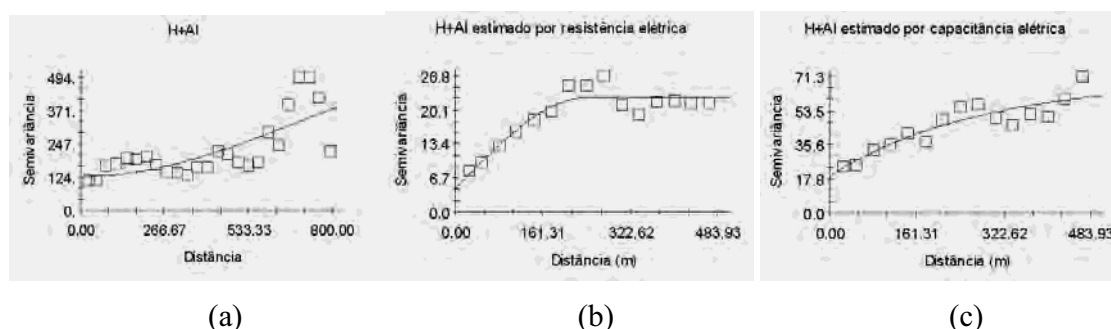 H+Al
Semivariância
494.
371.
247
124.
0.
0.00
266.67
533.33
800.00
Distância
(a)
H+Al estimado por resistência elétrica
Semivariância
26.8
20.1
13.4
6.7
0.0
0.00
161.31
322.62
483.93
Distância (m)
(b)
H+Al estimado por capacitância elétrica
Semivariância
71.3
53.5
35.6
17.8
0.0
0.00
161.31
322.62
483.93
Distância (m)
(c)